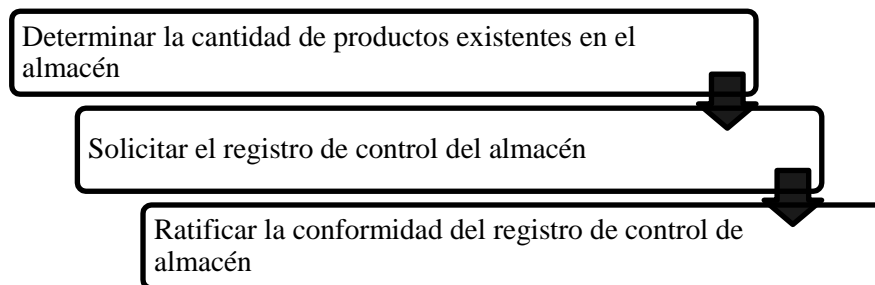 Determinar la cantidad de productos existentes en el
almacén
Solicitar el registro de control del almacén
Ratificar la conformidad del registro de control de
almacén